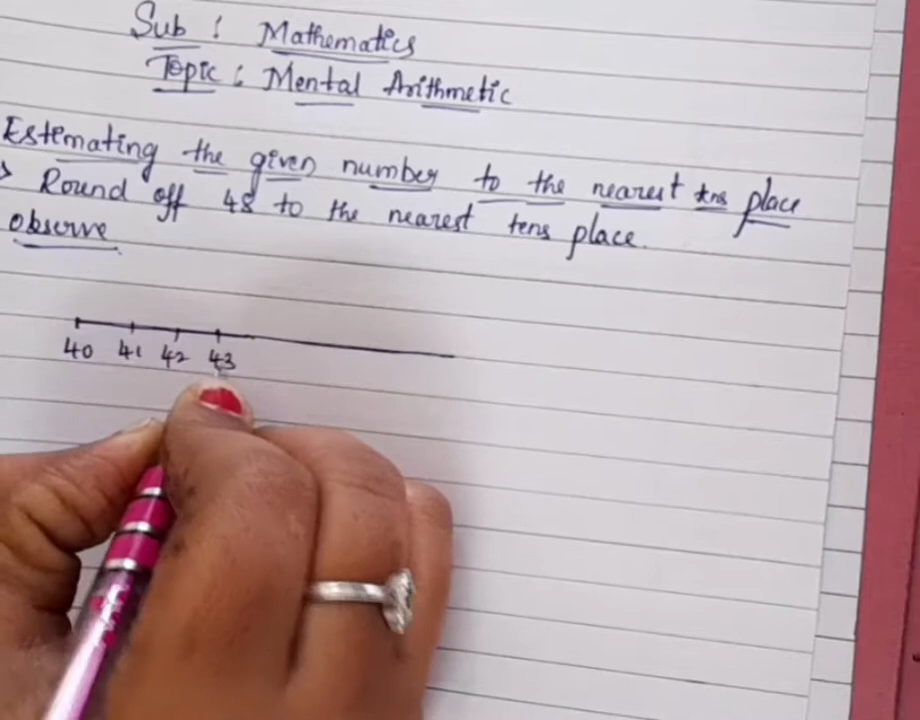 Sub : Mathematics
Topic : Mental Arithmetic
Estemating the given number to the nearest tns place
Round off 48 to the nearest tens place.
observe
40 41 42 43